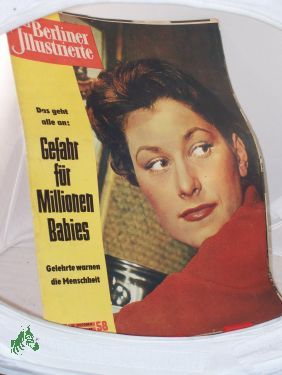 Berliner
Illustrierte
Das geht
alle an:
Gefahr
für
Millionen
Babies
Gelehrte warnen
die Menschheit
58